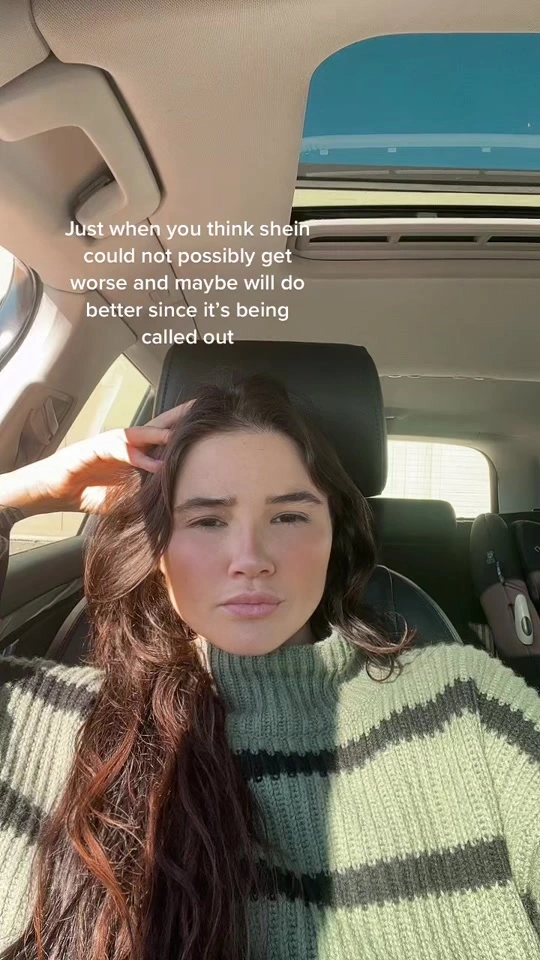 Just when you think shein
could not possibly get
worse and maybe will do
better since it’s being
called out